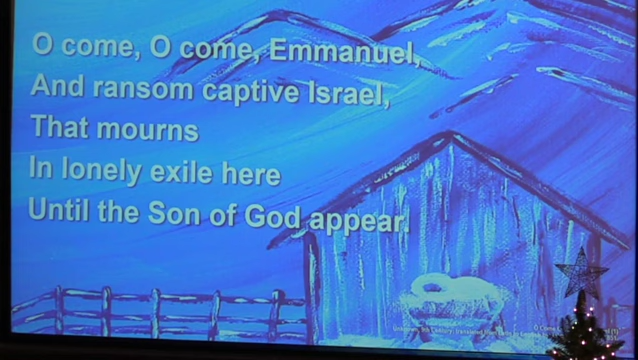 O come, O come, Emmanuel,
And ransom captive Israel,
That mourns
In lonely exile here
Until the Son of God appear.